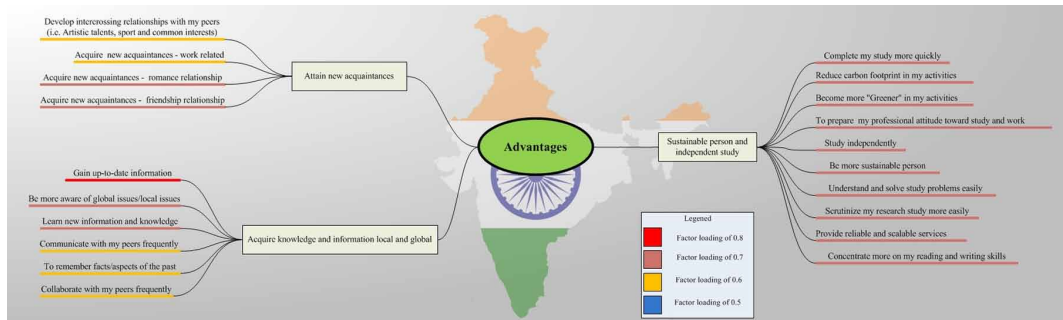 Develop intercrossing relationships with my peers
(i.e. Artistic talents, sport and common interests)
Acquire new acquaintances - work related
Acquire new acquaintances - romance relationship
Acquire new acquaintances - friendship relationship
Attain new acquaintances
Gain up-to-date information
Be more aware of global issues/local issues
Learn new information and knowledge
Communicate with my peers frequently
To remember facts/aspects of the past
Collaborate with my peers frequently
Acquire knowledge and information local and global
Advantages
Sustainable person and
independent study
Complete my study more quickly
Reduce carbon footprint in my activities
Become more "Greener" in my activities
To prepare my professional attitude toward study and work
Study independently
Be more sustainable person
Understand and solve study problems easily
Scrutinize my research study more easily
Provide reliable and scalable services
Concentrate more on my reading and writing skills
Legened
Factor loading of 0.8
Factor loading of 0.7
Factor loading of 0.6
Factor loading of 0.5